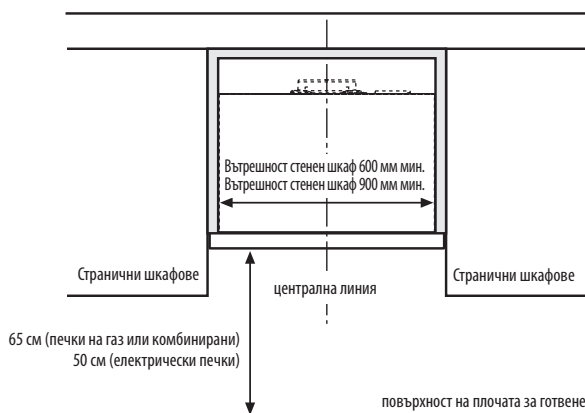 Вътрешност стенен шкаф 600 мм мин.
Вътрешност стенен шкаф 900 мм мин.
Странични шкафове
централна линия
Странични шкафове
65 см (печки на газ или комбинирани)
50 см (електрически печки)
повърхност на плочата за готвене